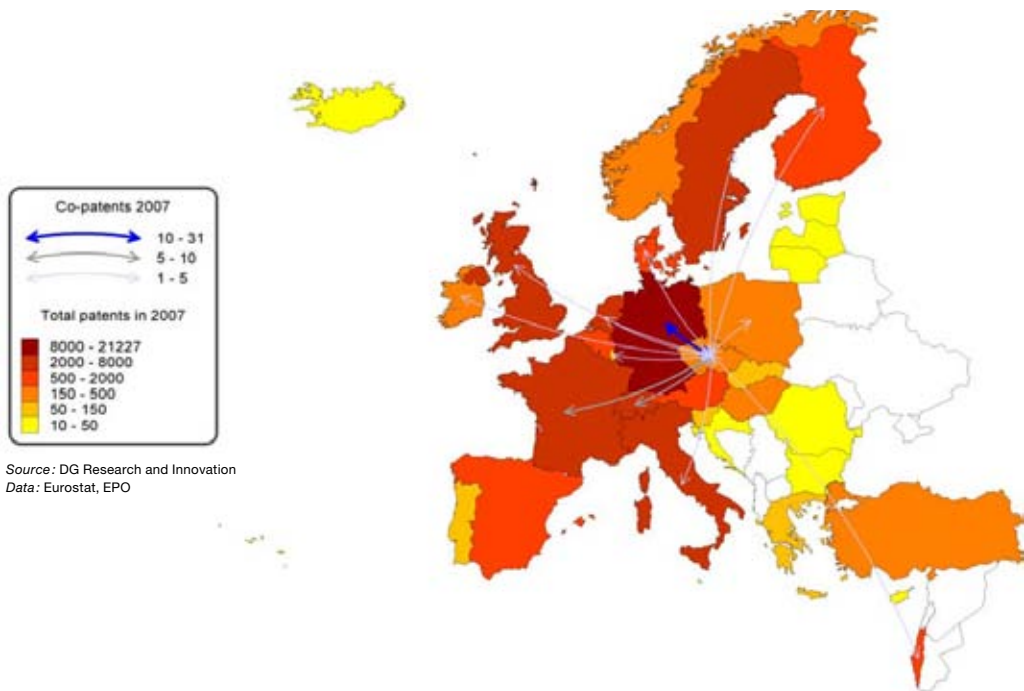 Co-patents 2007
10 - 31
5 - 10
1 - 5
Total patents in 2007
8000 - 21227
2000 - 8000
500 - 2000
150 - 500
50 - 150
10 - 50
Source: DG Research and Innovation
Data: Eurostat, EPO